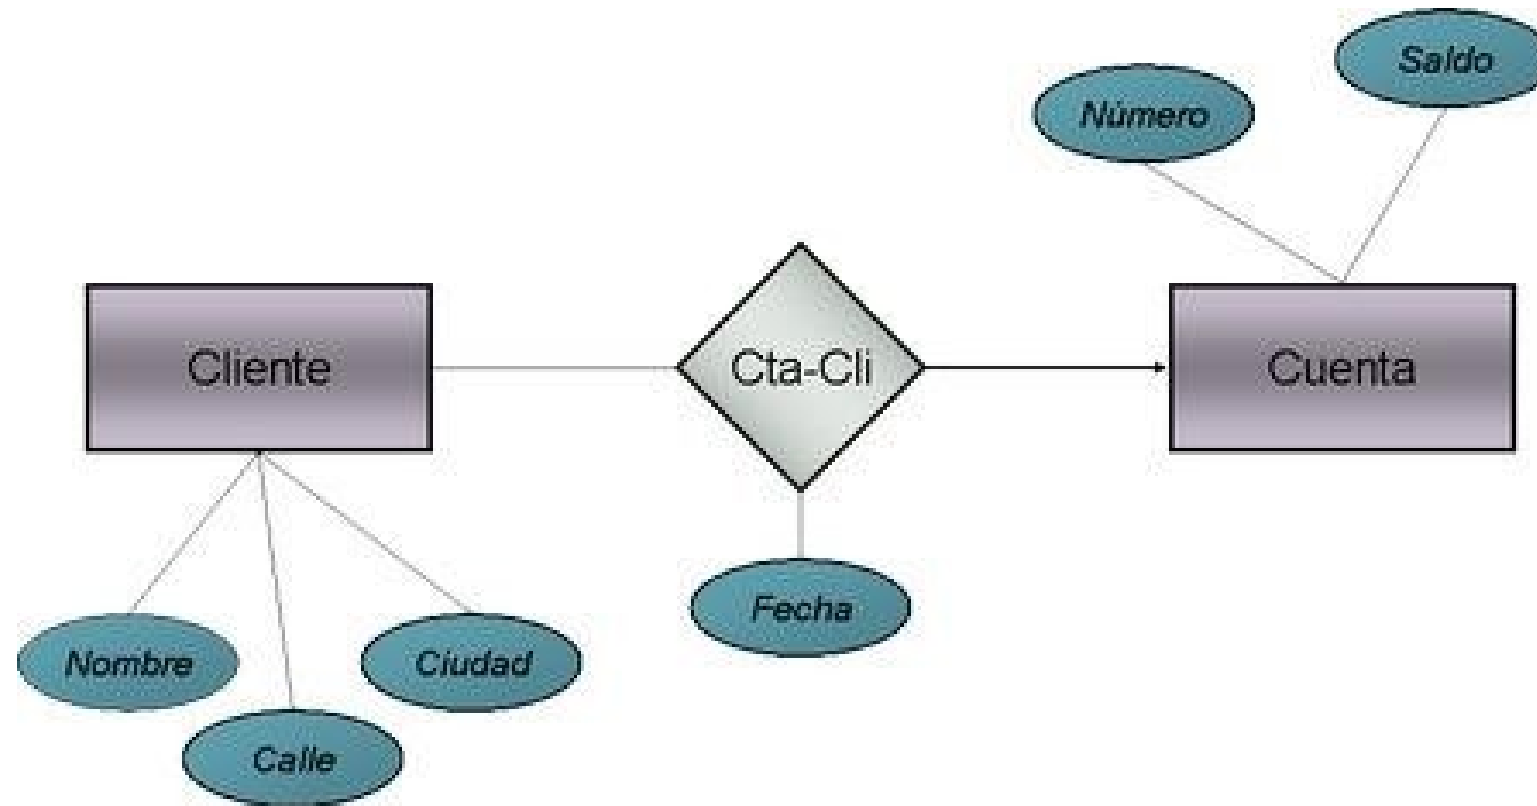 Saldo
Número
Cliente
Cta-Cli
Cuenta
Fecha
Nombre
Ciudad
Calle